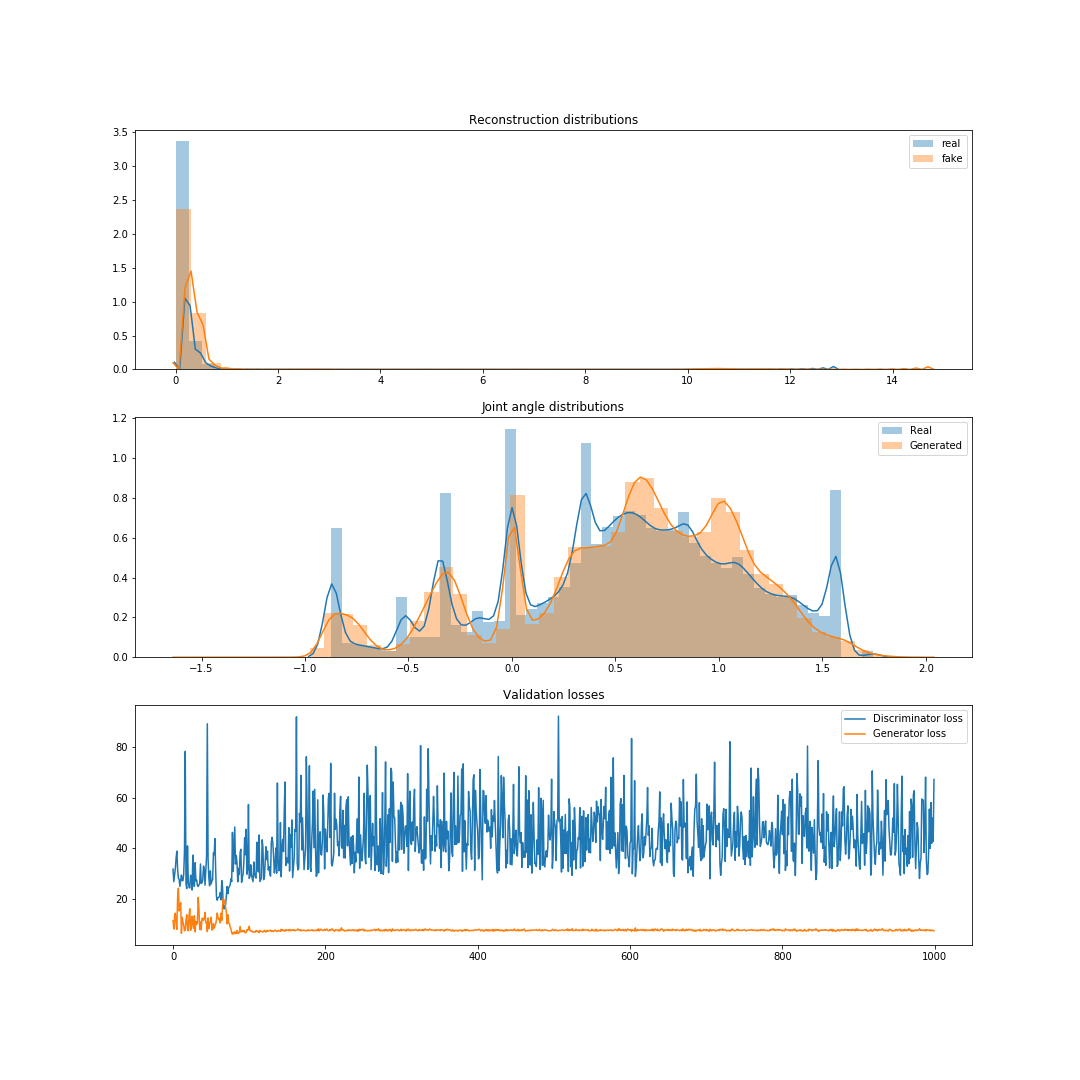 Reconstruction distributions
3.5
3.0
2.5
2.0
1.5
1.0
0.5
0.0
real
fake
0 2 4 6 8 10 12 14
Joint angle distributions
1.2
1.0
0.8
0.6
0.4
0.2
0.0
Real
Generated
−1.5 −1.0 −0.5 0.0 0.5 1.0 1.5 2.0
Validation losses
80
60
40
20
Discriminator loss
Generator loss
0 200 400 600 800 1000